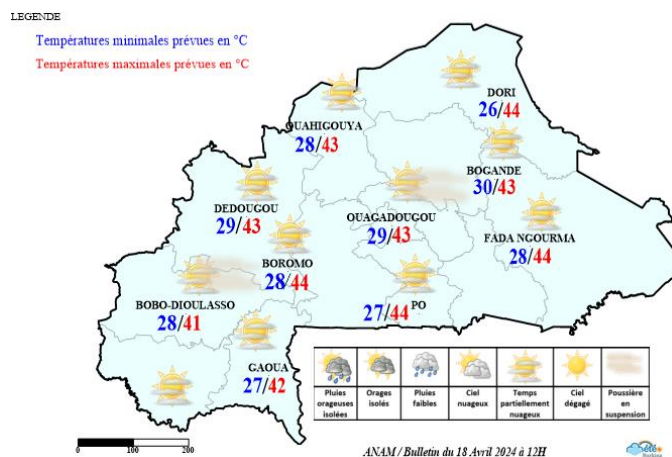 LEGENDE
Températures minimales prévues en °C
Températures maximales prévues en °C
DORI
26/44
OUAHIGOUYA
28/43
BOGANDE
30/43
DEDOUGOU
29/43
OUAGADOUGOU
29/43
FADA NGOURMA
28/44
BOROMO
28/44
BOBO-DIOULASSO
28/41
PO
27/44
GAOUA
27/42
Pluies orageuses isolées
Orages isolés
Pluies faibles
Ciel nuageux
Temps partiellement nuageux
Ciel dégagé
Poussière en suspension
0 100 200
ANAM / Bulletin du 18 Avril 2024 à 12H